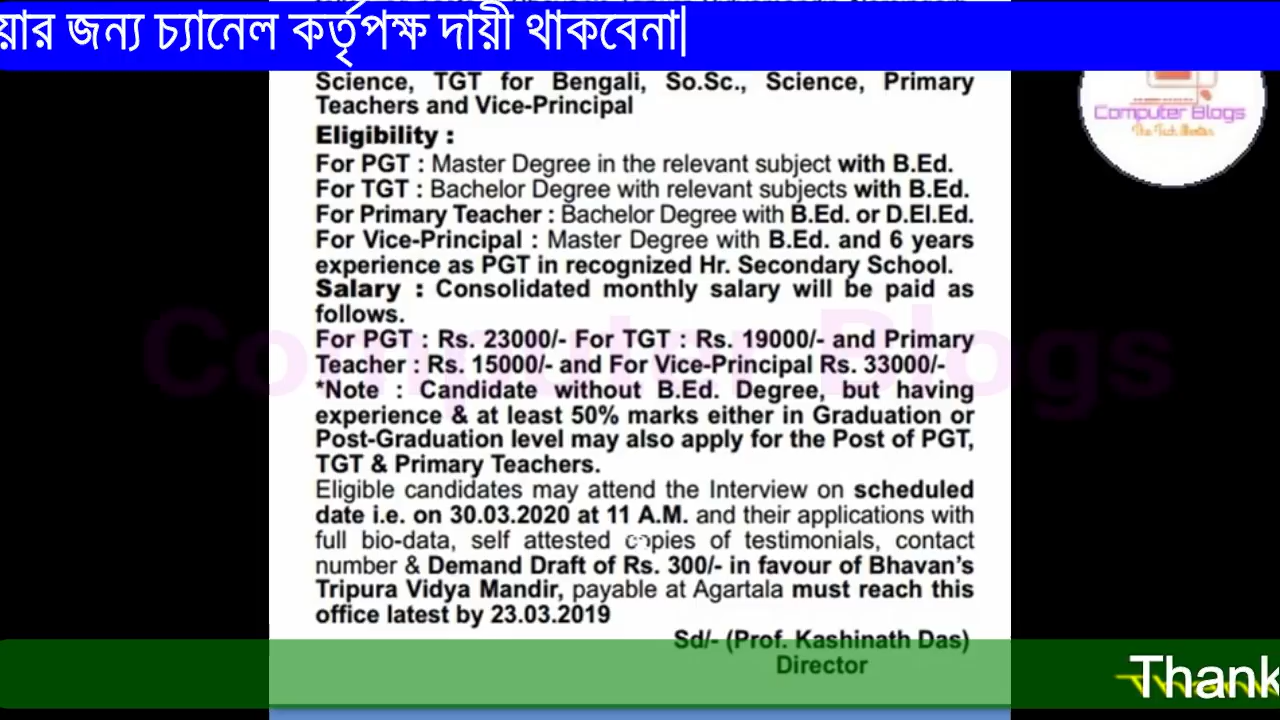 য়ার জন্য চ্যানেল কর্তৃপক্ষ দায়ী থাকবেনা|
Science, TGT for Bengali, So.Sc., Science, Primary
Teachers and Vice-Principal
Eligibility :
For PGT : Master Degree in the relevant subject with B.Ed.
For TGT : Bachelor Degree with relevant subjects with B.Ed.
For Primary Teacher : Bachelor Degree with B.Ed. or D.El.Ed.
For Vice-Principal : Master Degree with B.Ed. and 6 years
experience as PGT in recognized Hr. Secondary School.
Salary : Consolidated monthly salary will be paid as
follows.
For PGT : Rs. 23000/- For TGT : Rs. 19000/- and Primary
Teacher : Rs. 15000/- and For Vice-Principal Rs. 33000/-
*Note : Candidate without B.Ed. Degree, but having
experience & at least 50% marks either in Graduation or
Post-Graduation level may also apply for the Post of PGT,
TGT & Primary Teachers.
Eligible candidates may attend the Interview on scheduled
date i.e. on 30.03.2020 at 11 A.M. and their applications with
full bio-data, self attested copies of testimonials, contact
number & Demand Draft of Rs. 300/- in favour of Bhavan's
Tripura Vidya Mandir, payable at Agartala must reach this
office latest by 23.03.2019
Sd/- (Prof. Kashinath Das)
Director
Computer Blogs
Computer Blogs
Thank